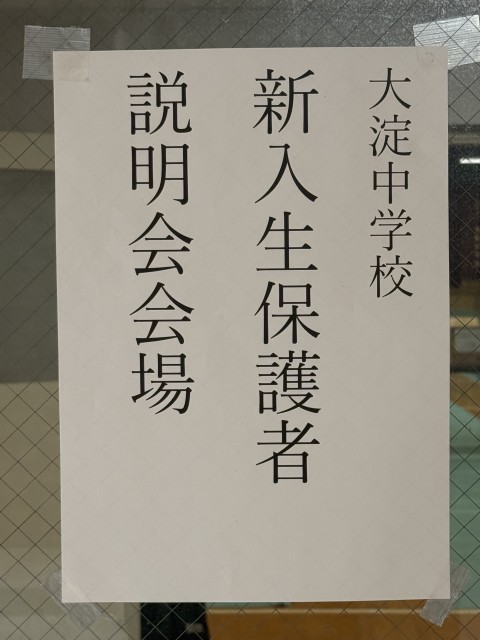 大淀中学校
新入生保護者
説明会会場